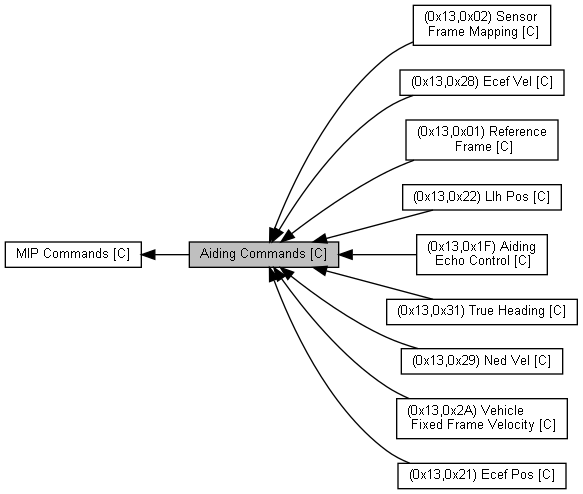 (0x13,0x02) Sensor
Frame Mapping [C]
(0x13,0x28) Ecef Vel [C]
(0x13,0x01) Reference
Frame [C]
(0x13,0x22) Llh Pos [C]
MIP Commands [C]
Aiding Commands [C]
(0x13,0x1F) Aiding
Echo Control [C]
(0x13,0x31) True Heading [C]
(0x13,0x29) Ned Vel [C]
(0x13,0x2A) Vehicle
Fixed Frame Velocity [C]
(0x13,0x21) Ecef Pos [C]